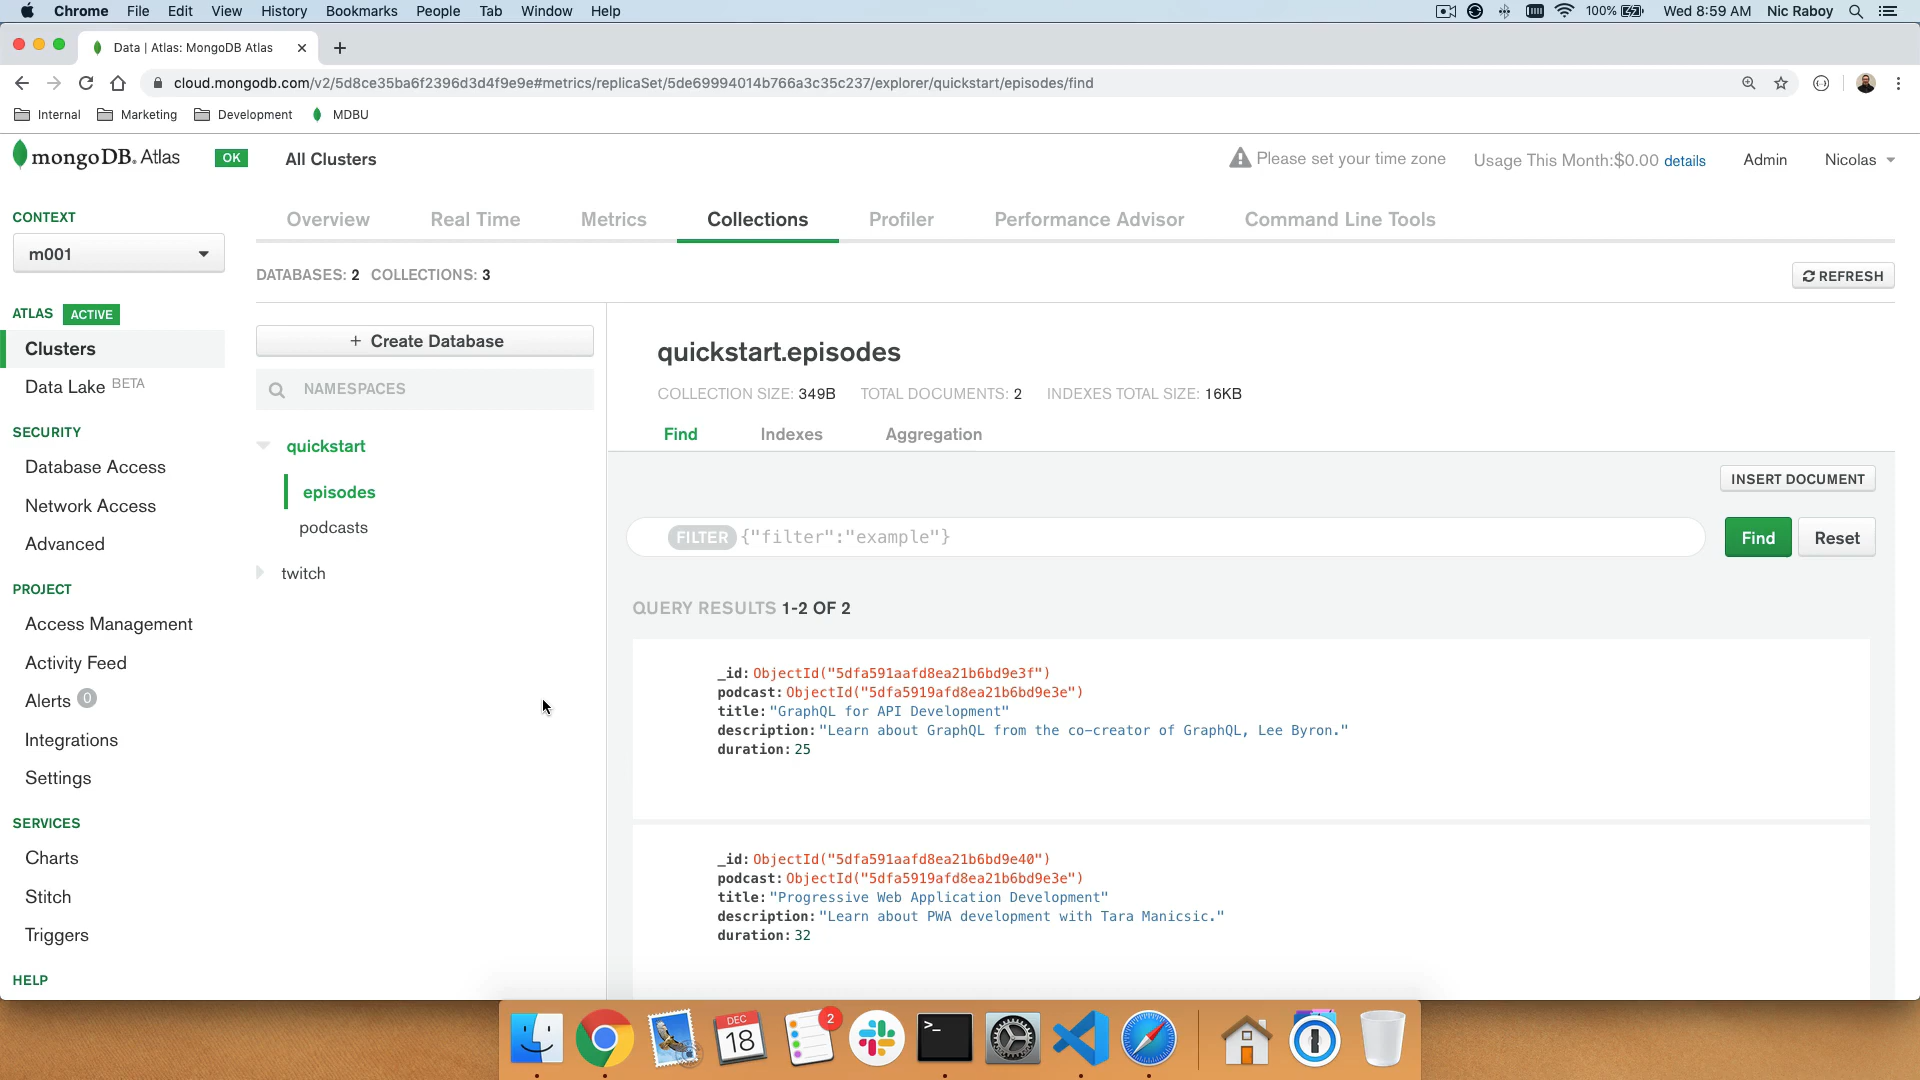 Chrome File Edit View History Bookmarks People Tab Window Help 100% Wed 8:59 AM Nic Raboy
Data | Atlas: MongoDB Atlas
cloud.mongodb.com/v2/5d8ce35ba6f2396d3d4f9e9e#metrics/replicaSet/5de69994014b766a3c35c237/explorer/quickstart/episodes/find
Internal Marketing Development MDBU
mongoDB. Atlas OK All Clusters Please set your time zone Usage This Month:$0.00 details Admin Nicolas
CONTEXT
m001
Overview Real Time Metrics Collections Profiler Performance Advisor Command Line Tools
DATABASES: 2 COLLECTIONS: 3 REFRESH
ATLAS ACTIVE
Clusters
Data Lake BETA
SECURITY
Database Access
Network Access
Advanced
PROJECT
Access Management
Activity Feed
Alerts 0
Integrations
Settings
SERVICES
Charts
Stitch
Triggers
HELP
+ Create Database
NAMESPACES
quickstart
episodes
podcasts
twitch
quickstart.episodes
COLLECTION SIZE: 349B TOTAL DOCUMENTS: 2 INDEXES TOTAL SIZE: 16KB
Find Indexes Aggregation
INSERT DOCUMENT
FILTER {"filter":"example"} Find Reset
QUERY RESULTS 1-2 OF 2
_id: ObjectId("5dfa591aafd8ea21b6bd9e3f")
podcast: ObjectId("5dfa5919afd8ea21b6bd9e3e")
title: "GraphQL for API Development"
description: "Learn about GraphQL from the co-creator of GraphQL, Lee Byron."
duration: 25
_id: ObjectId("5dfa591aafd8ea21b6bd9e40")
podcast: ObjectId("5dfa5919afd8ea21b6bd9e3e")
title: "Progressive Web Application Development"
description: "Learn about PWA development with Tara Manicsic."
duration: 32
DEC
18
2
>_